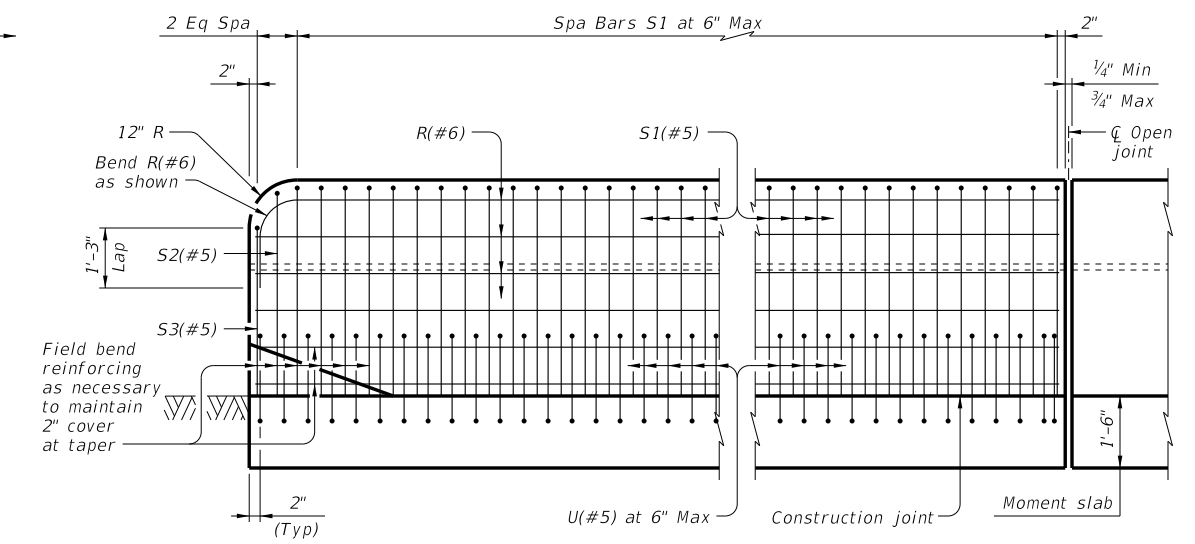 2 Eq Spa
Spa Bars S1 at 6" Max
2"
2"
¼" Min
¾" Max
12" R
R(#6)
S1(#5)
℄ Open
joint
Bend R(#6)
as shown
1'-3"
Lap
S2(#5)
S3(#5)
Field bend
reinforcing
as necessary
to maintain
2" cover
at taper
1'-6"
2"
(Typ)
U(#5) at 6" Max
Construction joint
Moment slab